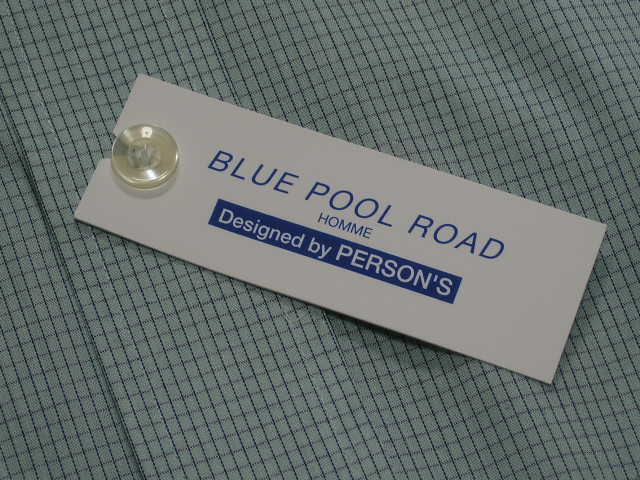 BLUE POOL ROAD
HOMME
Designed by PERSON'S